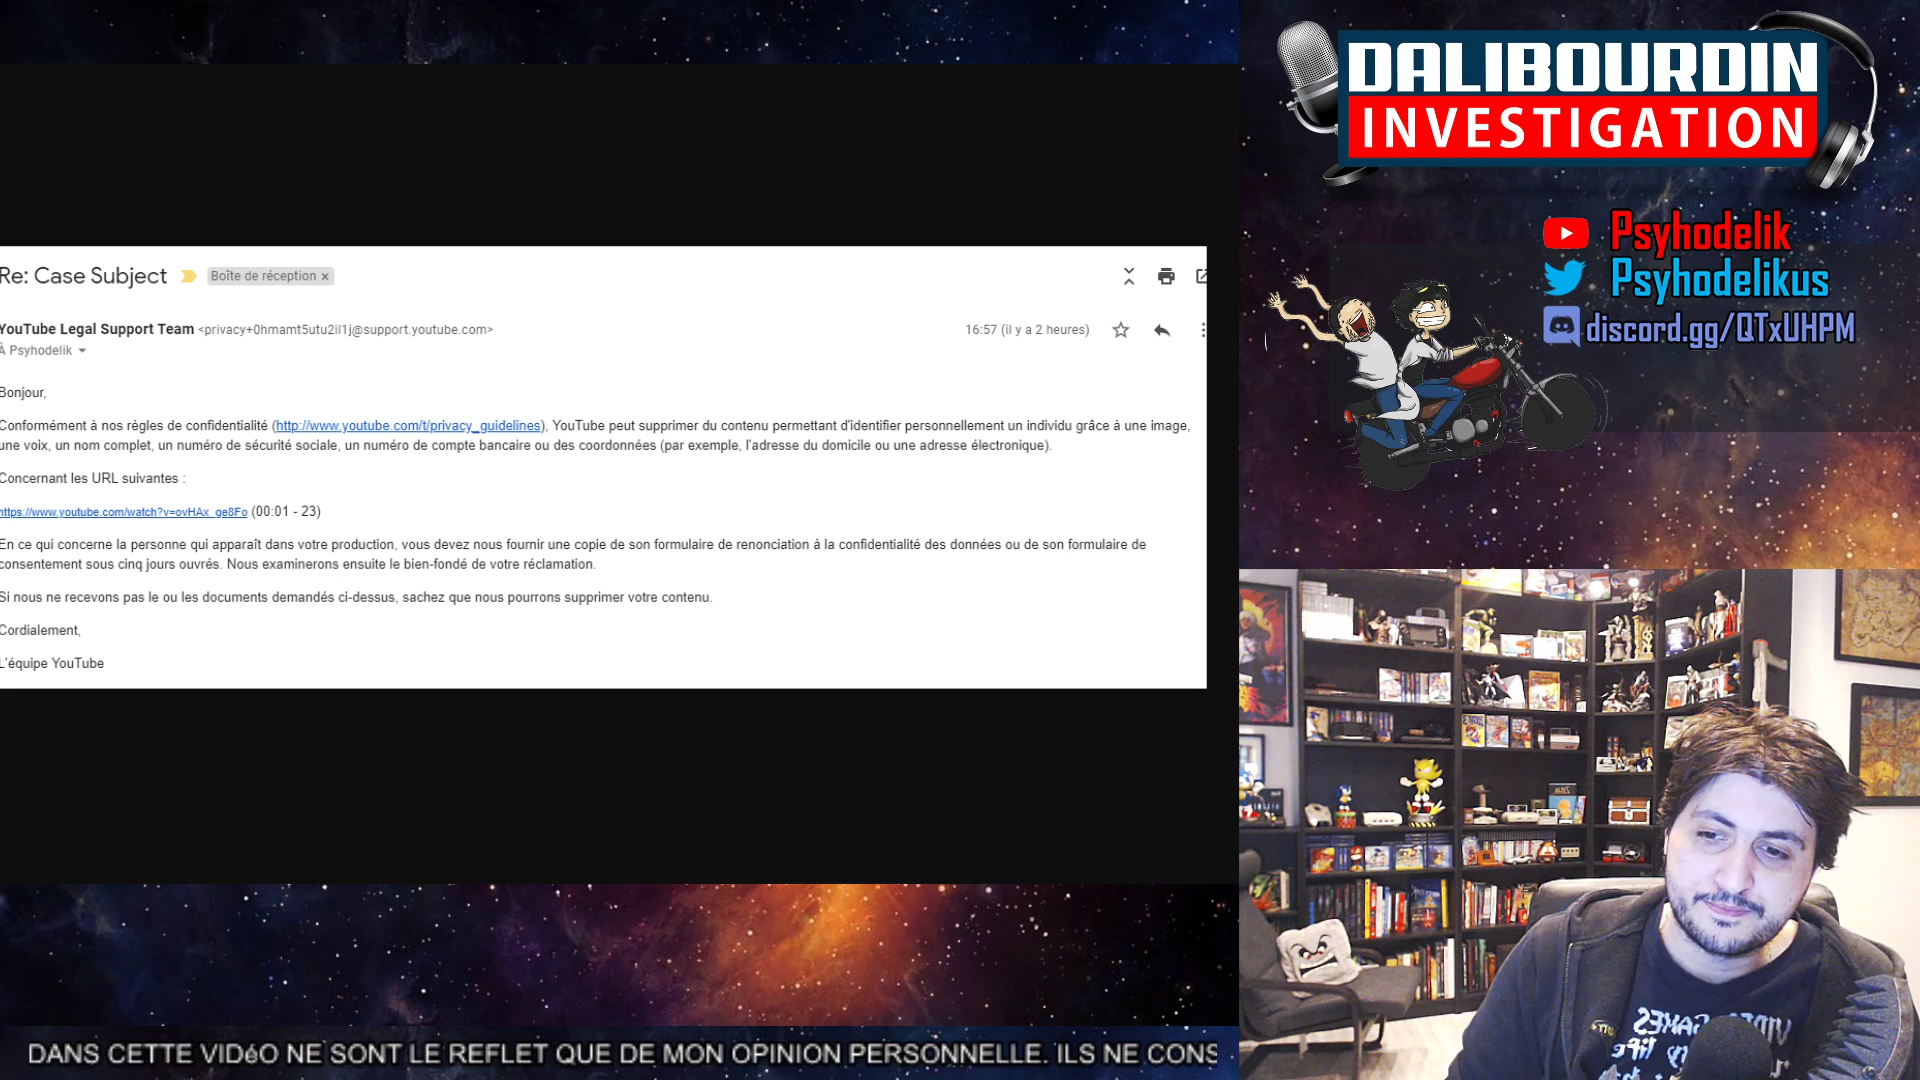 DALIBOURDIN
INVESTIGATION
Psyhodelik
Psyhodelikus
discord.gg/QTxUHPM
Re: Case Subject
Boîte de réception x
YouTube Legal Support Team <privacy+0hmamt5utu2il1j@support.youtube.com>
16:57 (il y a 2 heures)
À Psyhodelik
Bonjour,
Conformément à nos règles de confidentialité (http://www.youtube.com/t/privacy_guidelines), YouTube peut supprimer du contenu permettant d'identifier personnellement un individu grâce à une image,
une voix, un nom complet, un numéro de sécurité sociale, un numéro de compte bancaire ou des coordonnées (par exemple, l'adresse du domicile ou une adresse électronique).
Concernant les URL suivantes :
https://www.youtube.com/watch?v=ovHAx_ge8Fo (00:01 - 23)
En ce qui concerne la personne qui apparaît dans votre production, vous devez nous fournir une copie de son formulaire de renonciation à la confidentialité des données ou de son formulaire de
consentement sous cinq jours ouvrés. Nous examinerons ensuite le bien-fondé de votre réclamation.
Si nous ne recevons pas le ou les documents demandés ci-dessus, sachez que nous pourrons supprimer votre contenu.
Cordialement,
L'équipe YouTube
DANS CETTE VIDéO NE SONT LE REFLET QUE DE MON OPINION PERSONNELLE. ILS NE CONS